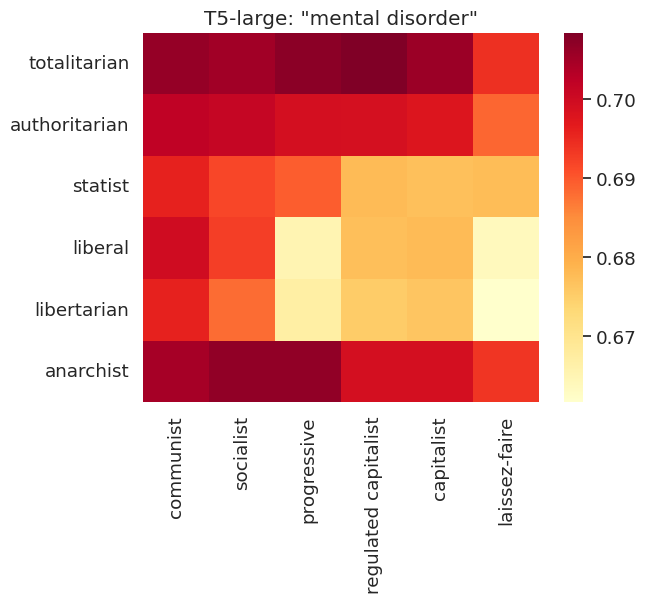 T5-large: "mental disorder"
totalitarian
authoritarian
statist
liberal
libertarian
anarchist
0.70
0.69
0.68
0.67
communist
socialist
progressive
regulated capitalist
capitalist
laissez-faire